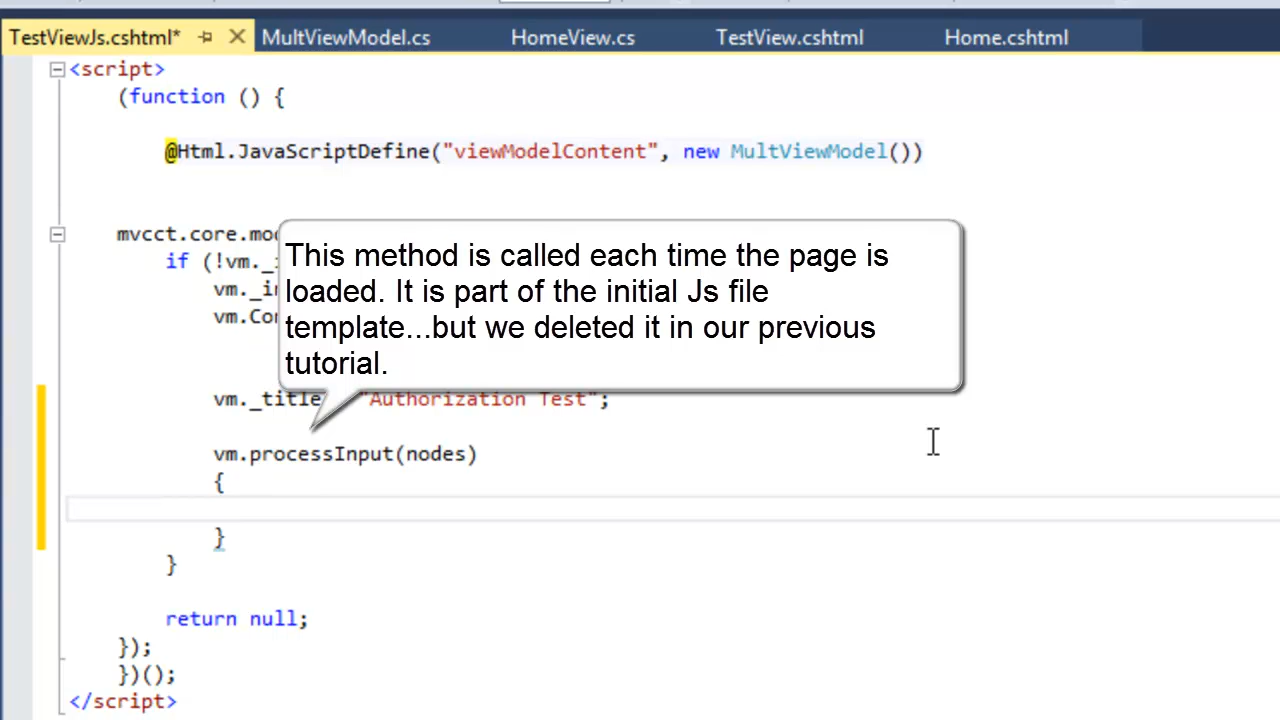 TestViewJs.cshtml* MultViewModel.cs HomeView.cs TestView.cshtml Home.cshtml
<script>
(function () {
@Html.JavaScriptDefine("viewModelContent", new MultViewModel())
mvcct.core.mod
if (!vm._i
vm._in
vm.Con
This method is called each time the page is
loaded. It is part of the initial Js file
template...but we deleted it in our previous
tutorial.
vm._title "Authorization Test";
vm.processInput(nodes)
{
}
}
return null;
});
})();
</script>